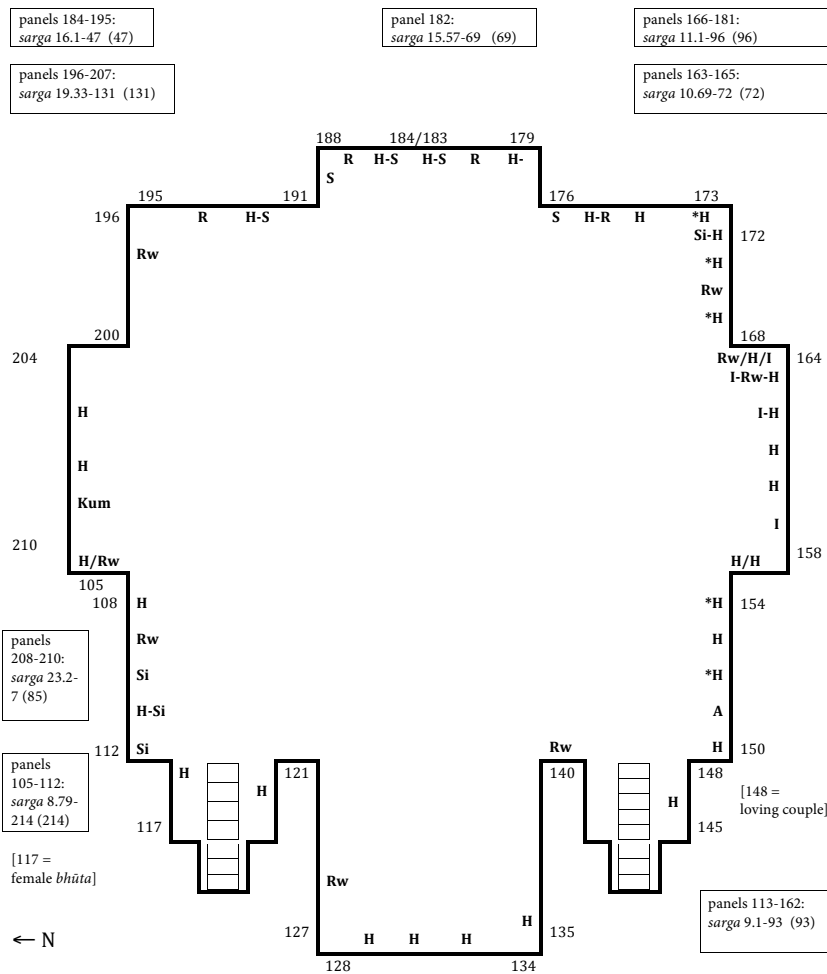 panels 184-195:
sarga 16.1-47 (47)
panel 182:
sarga 15.57-69 (69)
panels 166-181:
sarga 11.1-96 (96)
panels 196-207:
sarga 19.33-131 (131)
panels 163-165:
sarga 10.69-72 (72)
188 184/183 179
R H-S H-S R H-
S
195 191 176 173
196 R H-S S H-R H *H
Si-H 172
Rw *H
Rw
*H
200 168
204 Rw/H/I 164
I-Rw-H
H I-H
H H
Kum H
I
210 H/Rw H/H 158
105
108 H *H 154
Rw H
panels
208-210:
sarga 23.2-
7 (85)
Si *H
H-Si A
112 Si Rw H 150
panels
105-112:
sarga 8.79-
214 (214)
H 121 140 148
H H
[148 =
loving couple]
117 145
[117 =
female bhūta]
Rw
panels 113-162:
sarga 9.1-93 (93)
← N 127 H H H H 135
128 134